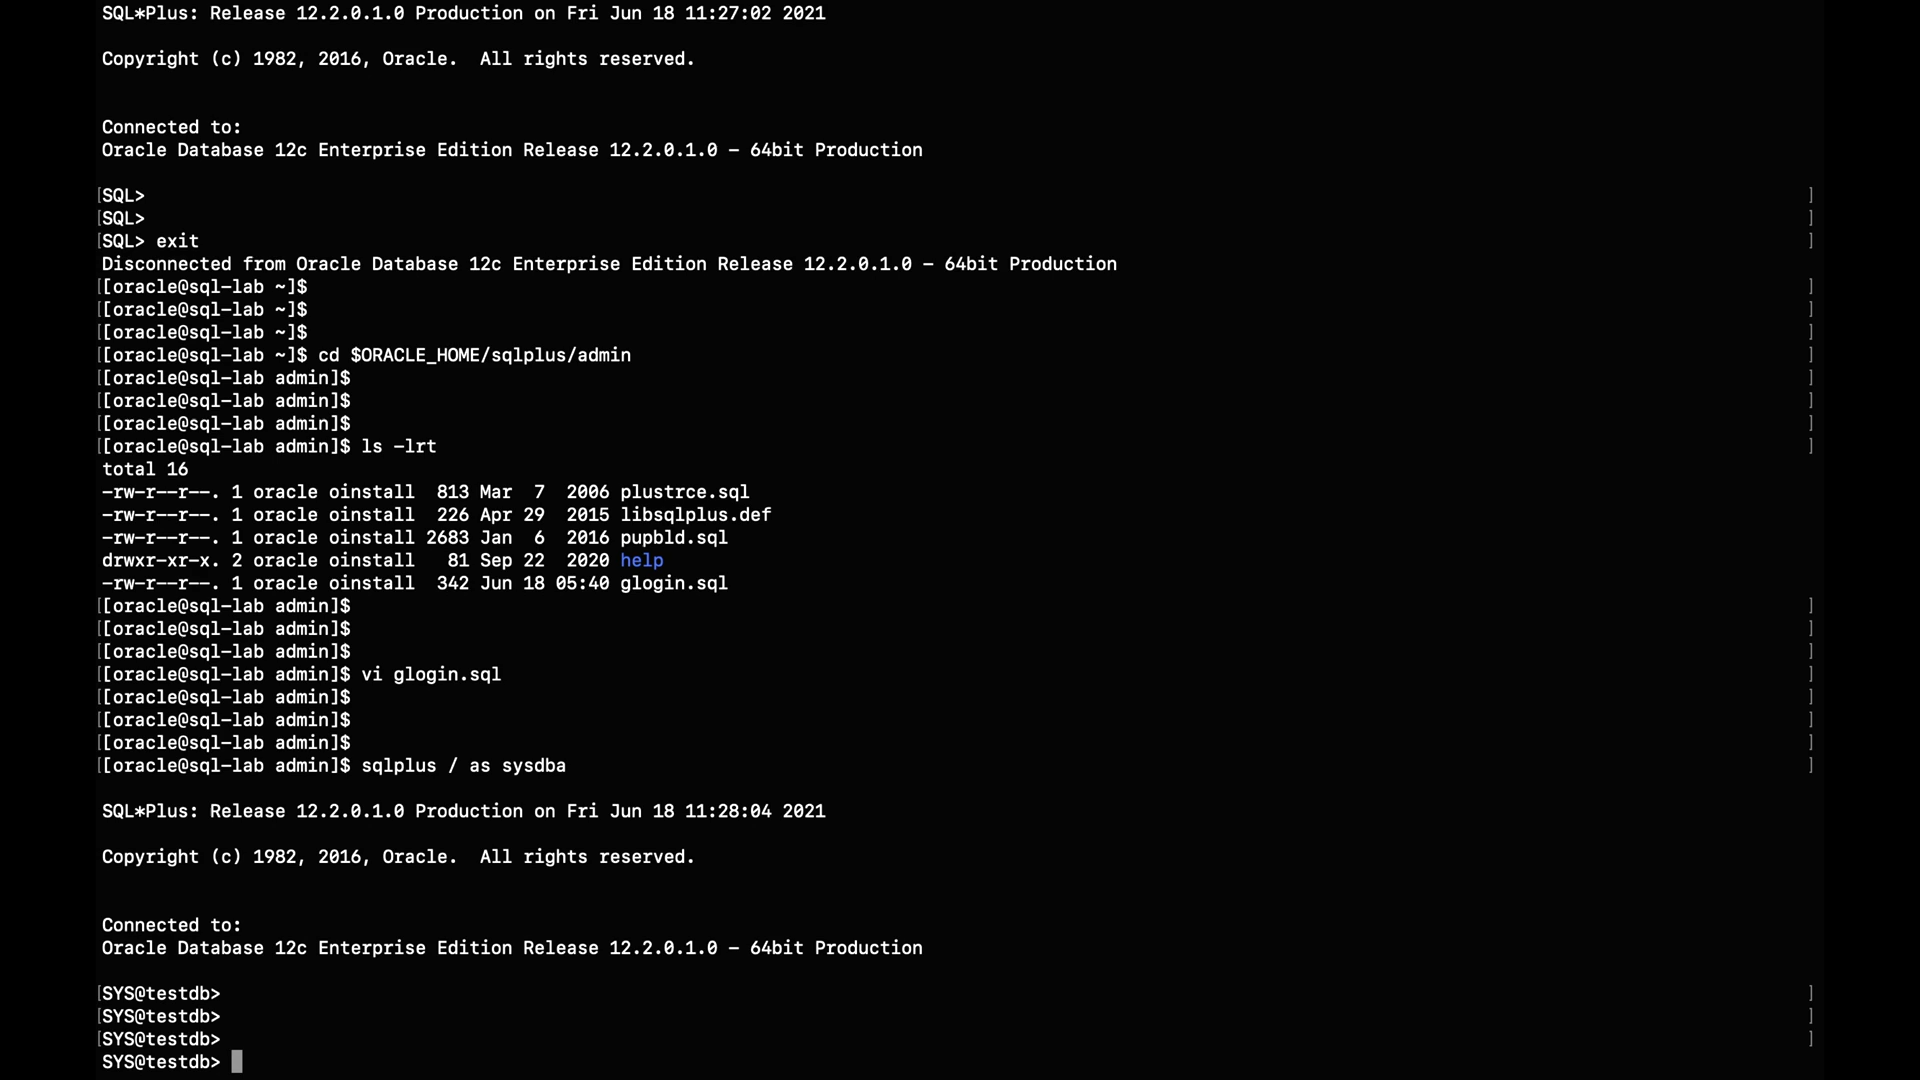 SQL*Plus: Release 12.2.0.1.0 Production on Fri Jun 18 11:27:02 2021
Copyright (c) 1982, 2016, Oracle.  All rights reserved.
Connected to:
Oracle Database 12c Enterprise Edition Release 12.2.0.1.0 - 64bit Production
[SQL> ]
[SQL> ]
[SQL> exit ]
Disconnected from Oracle Database 12c Enterprise Edition Release 12.2.0.1.0 - 64bit Production
[[oracle@sql-lab ~]$ ]
[[oracle@sql-lab ~]$ ]
[[oracle@sql-lab ~]$ ]
[[oracle@sql-lab ~]$ cd $ORACLE_HOME/sqlplus/admin ]
[[oracle@sql-lab admin]$ ]
[[oracle@sql-lab admin]$ ]
[[oracle@sql-lab admin]$ ]
[[oracle@sql-lab admin]$ ls -lrt ]
total 16
-rw-r--r--. 1 oracle oinstall  813 Mar  7  2006 plustrce.sql
-rw-r--r--. 1 oracle oinstall  226 Apr 29  2015 libsqlplus.def
-rw-r--r--. 1 oracle oinstall 2683 Jan  6  2016 pupbld.sql
drwxr-xr-x. 2 oracle oinstall   81 Sep 22  2020 help
-rw-r--r--. 1 oracle oinstall  342 Jun 18 05:40 glogin.sql
[[oracle@sql-lab admin]$ ]
[[oracle@sql-lab admin]$ ]
[[oracle@sql-lab admin]$ ]
[[oracle@sql-lab admin]$ vi glogin.sql ]
[[oracle@sql-lab admin]$ ]
[[oracle@sql-lab admin]$ ]
[[oracle@sql-lab admin]$ ]
[[oracle@sql-lab admin]$ sqlplus / as sysdba ]
SQL*Plus: Release 12.2.0.1.0 Production on Fri Jun 18 11:28:04 2021
Copyright (c) 1982, 2016, Oracle.  All rights reserved.
Connected to:
Oracle Database 12c Enterprise Edition Release 12.2.0.1.0 - 64bit Production
[SYS@testdb> ]
[SYS@testdb> ]
[SYS@testdb> ]
SYS@testdb>